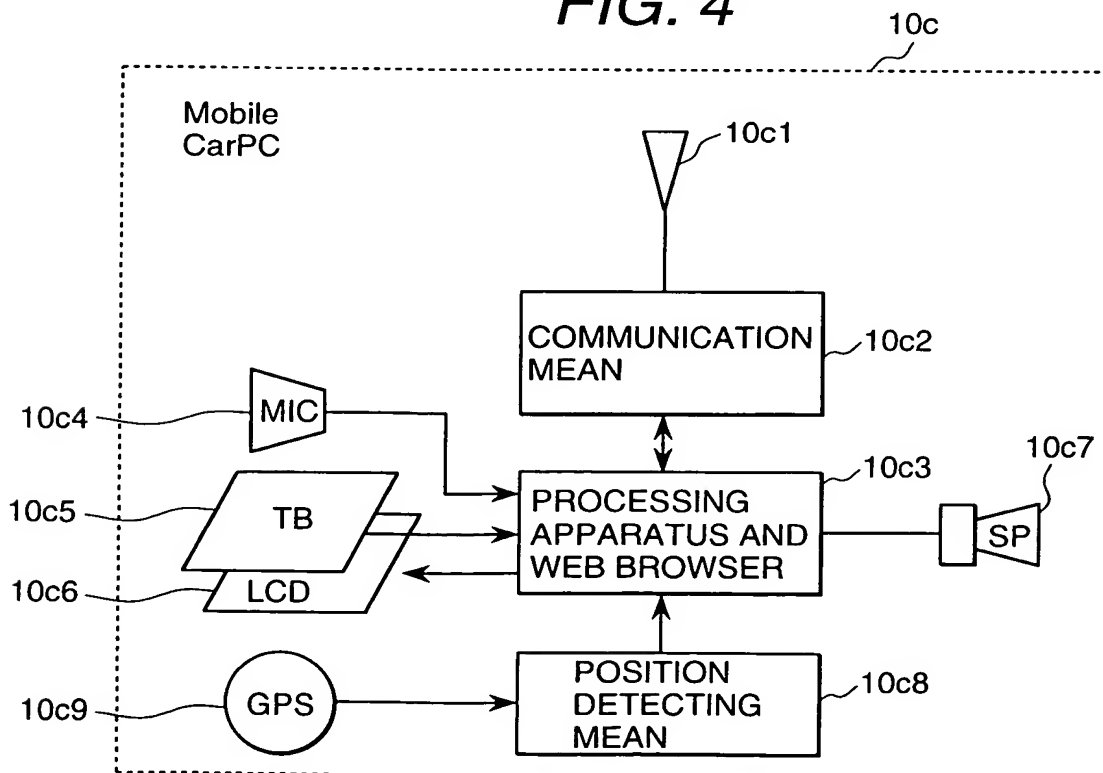 FIG. 4
10c
Mobile
CarPC
10c1
COMMUNICATION
MEAN
10c2
10c4
MIC
10c3
10c7
PROCESSING
APPARATUS AND
WEB BROWSER
SP
10c5
TB
10c6
LCD
10c9
GPS
POSITION
DETECTING
MEAN
10c8